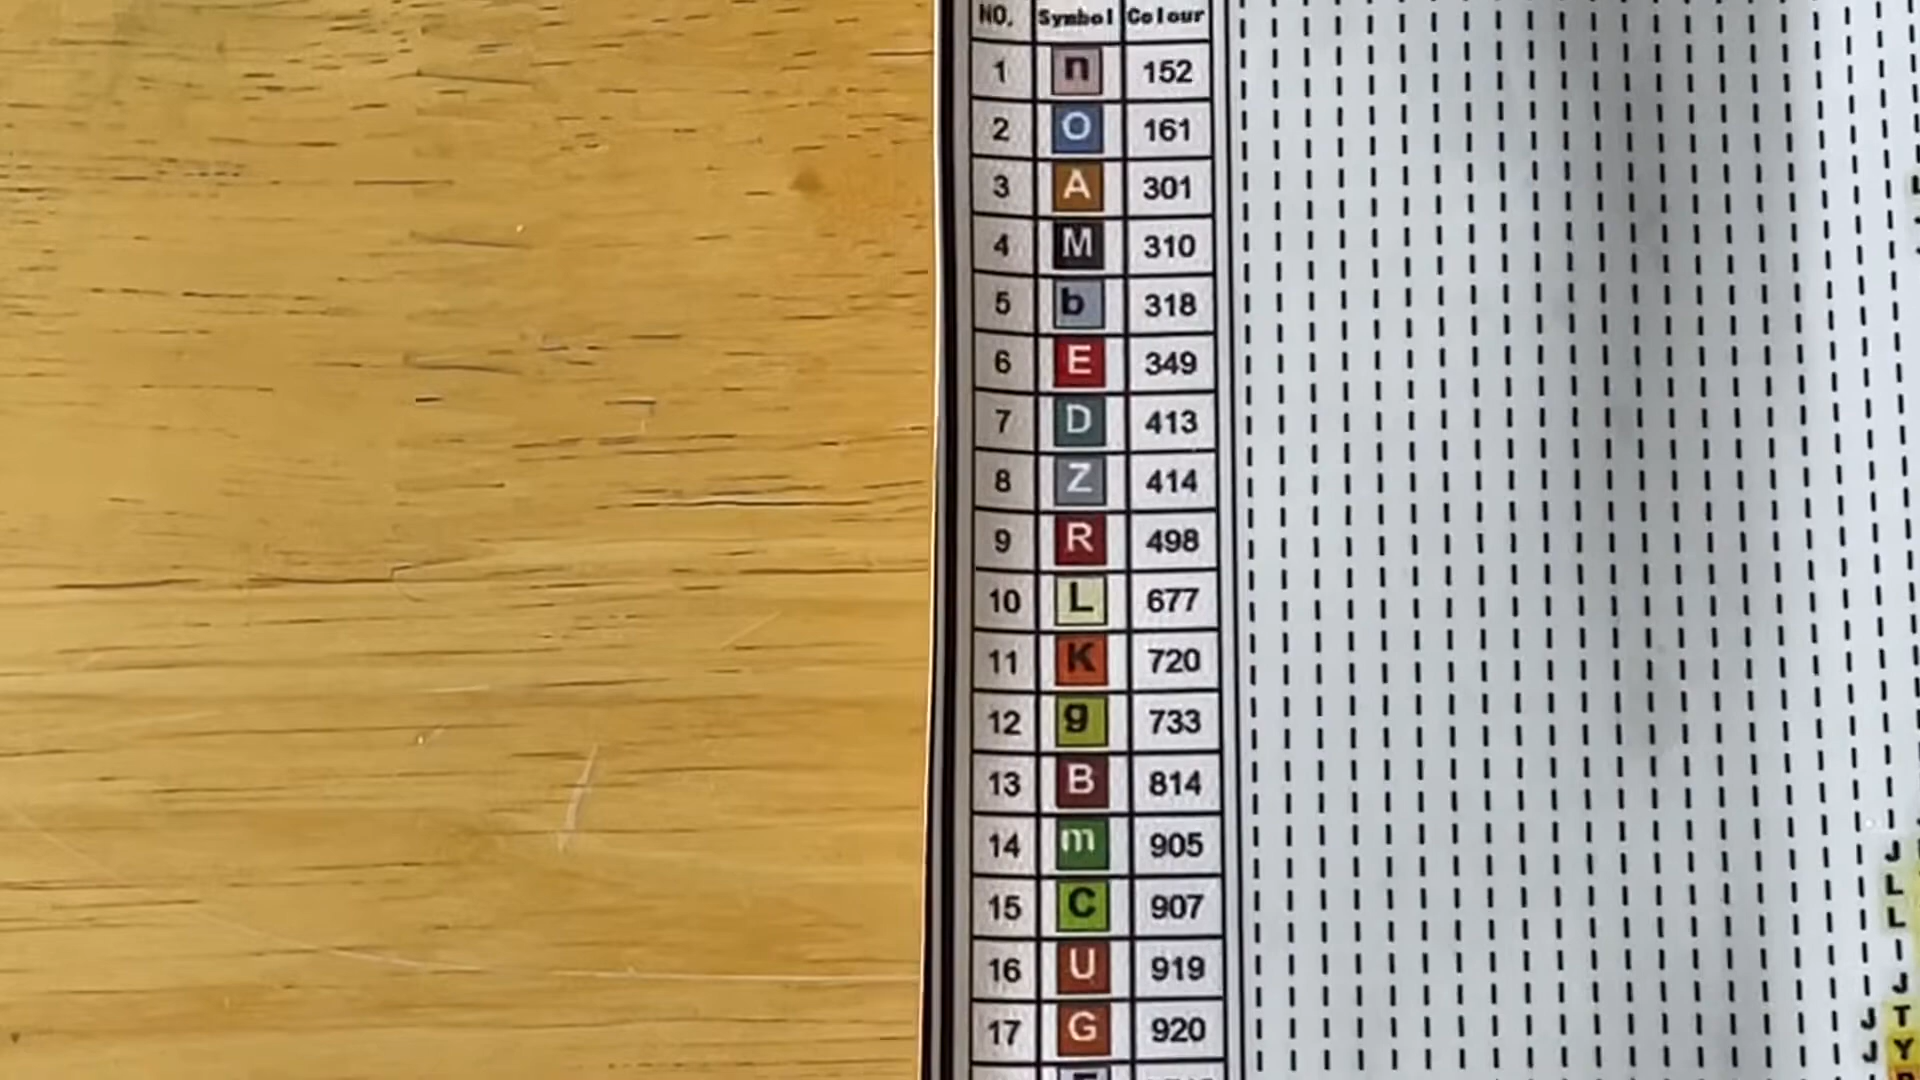 NO. Symbol Colour
1 n 152
2 O 161
3 A 301
4 M 310
5 b 318
6 E 349
7 D 413
8 Z 414
9 R 498
10 L 677
11 K 720
12 g 733
13 B 814
14 m 905
15 C 907
16 U 919
17 G 920
J
L
L
I
J
J T
J Y